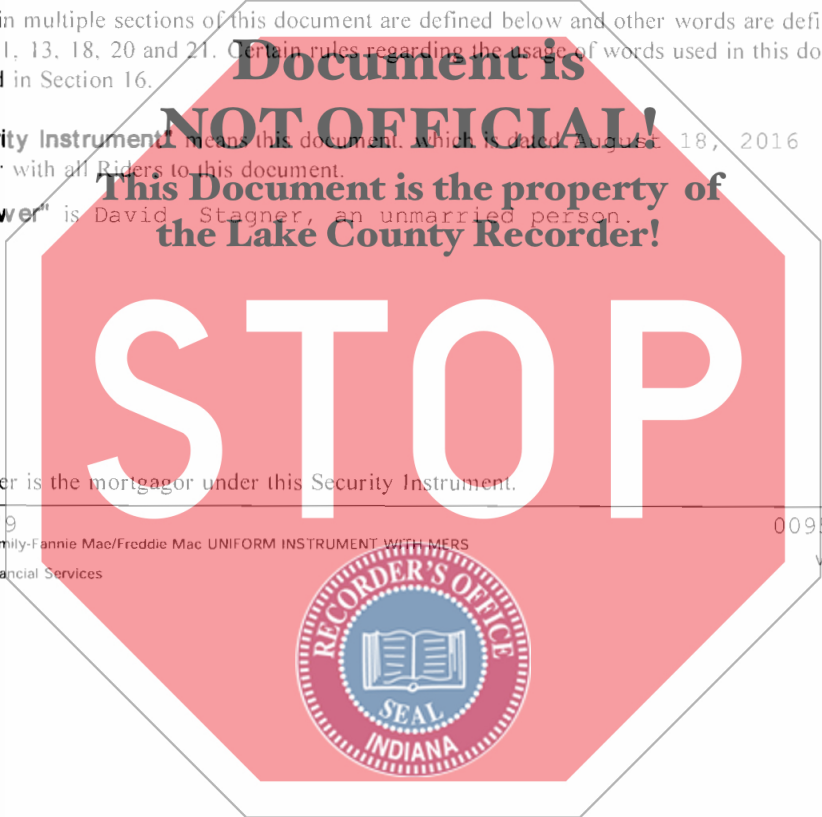 in multiple sections of this document are defined below and other words are defi
1, 13, 18, 20 and 21. Certain rules regarding the usage of words used in this do
Document is
d in Section 16.
NOT OFFICIAL!
ity Instrument" means this document, which is dated August 18, 2016
with all Riders to this document.
This Document is the property of
wer" is David Stagner, an unmarried person.
the Lake County Recorder!
STOP
er is the mortgagor under this Security Instrument.
9 009
mily-Fannie Mae/Freddie Mac UNIFORM INSTRUMENT WITH MERS
ancial Services
RECORDER'S OFFICE
SEAL
INDIANA